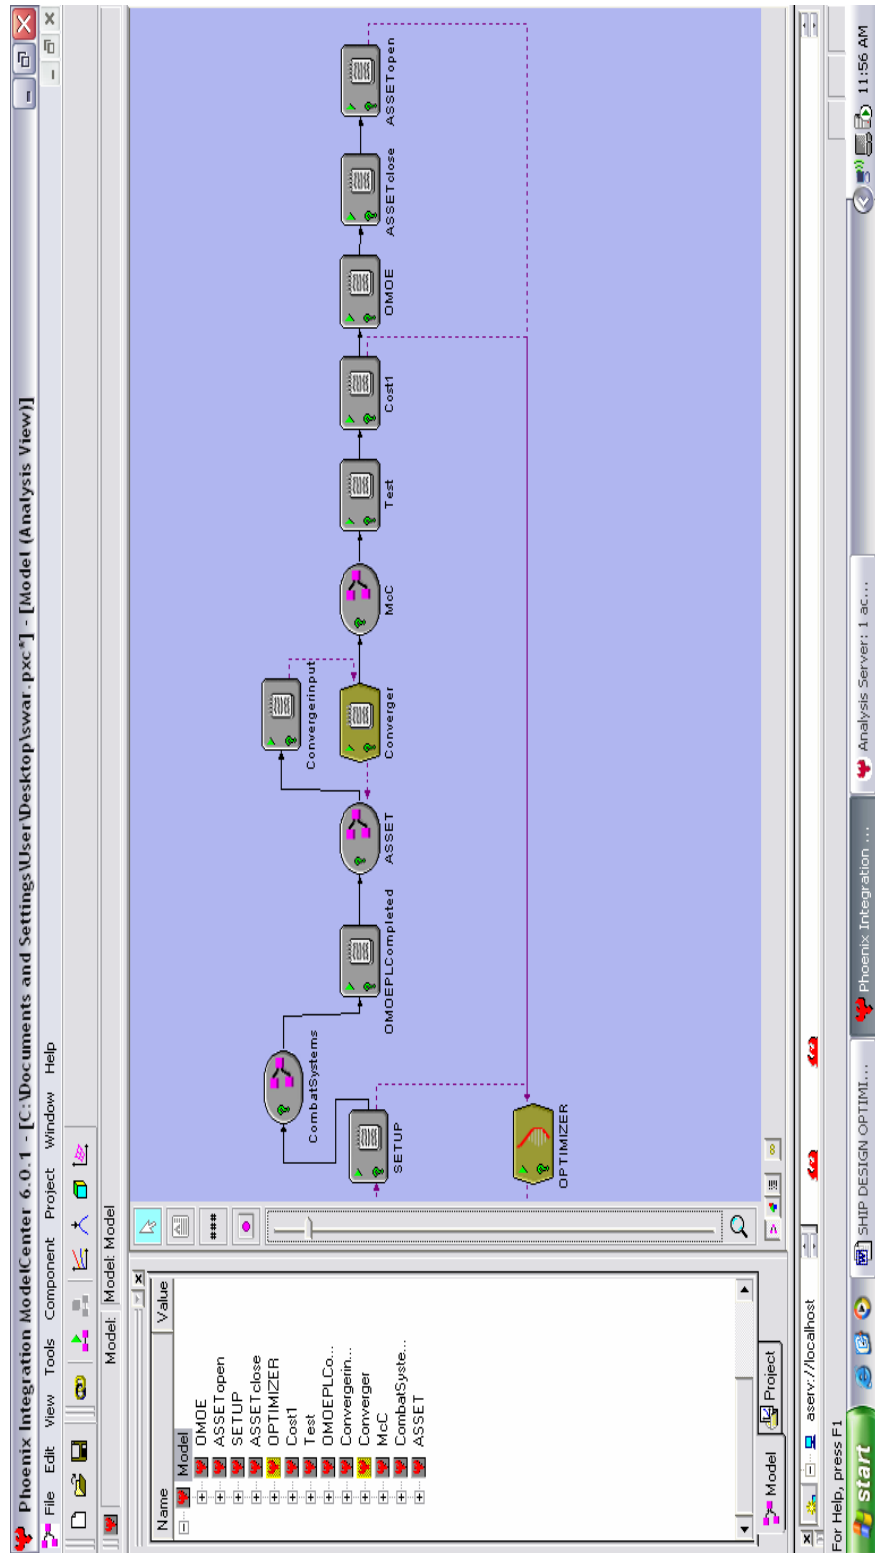 Phoenix Integration ModelCenter 6.0.1 - [C:\Documents and Settings\User\Desktop\swar.pxc*] - [Model (Analysis View)]
File Edit View Tools Component Project Window Help
Model: Model: Model
Name Value
Model
OMOE
ASSETopen
SETUP
ASSETclose
OPTIMIZER
Cost1
Test
OMOEPLCo...
Convergerin...
Converger
McC
CombatSyste...
ASSET
Model Project
###
SETUP
CombatSystems
OMOEPLCompleted
ASSET
Convergerinput
Converger
McC
Test
Cost1
OMOE
ASSETclose
ASSETopen
OPTIMIZER
aserv://localhost
For Help, press F1
start SHIP DESIGN OPTIMI... Phoenix Integration ... Analysis Server: 1 ac... 11:56 AM